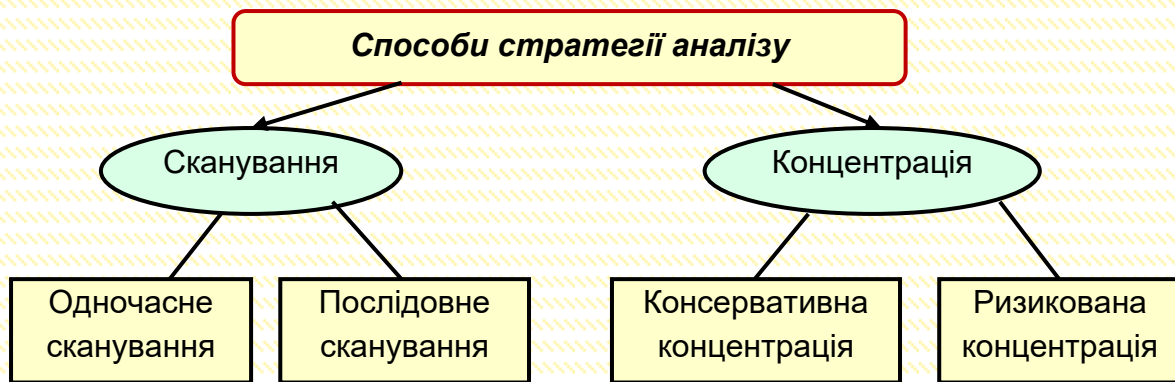 Способи стратегії аналізу
Сканування
Концентрація
Одночасне
сканування
Послідовне
сканування
Консервативна
концентрація
Ризикована
концентрація